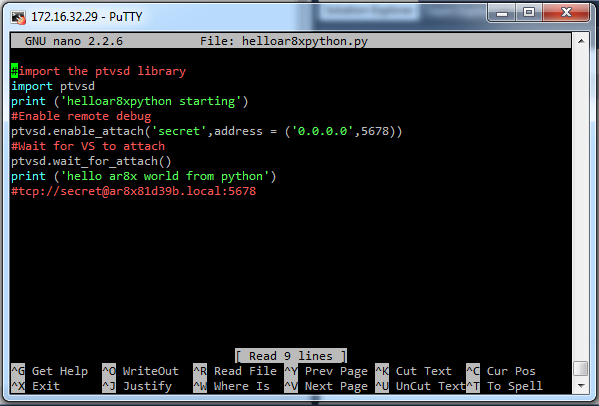 172.16.32.29 - PuTTY
GNU nano 2.2.6 File: helloar8xpython.py
#import the ptvsd library
import ptvsd
print ('helloar8xpython starting')
#Enable remote debug
ptvsd.enable_attach('secret',address = ('0.0.0.0',5678))
#Wait for VS to attach
ptvsd.wait_for_attach()
print ('hello ar8x world from python')
#tcp://secret@ar8x81d39b.local:5678
[ Read 9 lines ]
^G Get Help ^O WriteOut ^R Read File ^Y Prev Page ^K Cut Text ^C Cur Pos
^X Exit ^J Justify ^W Where Is ^V Next Page ^U UnCut Text ^T To Spell